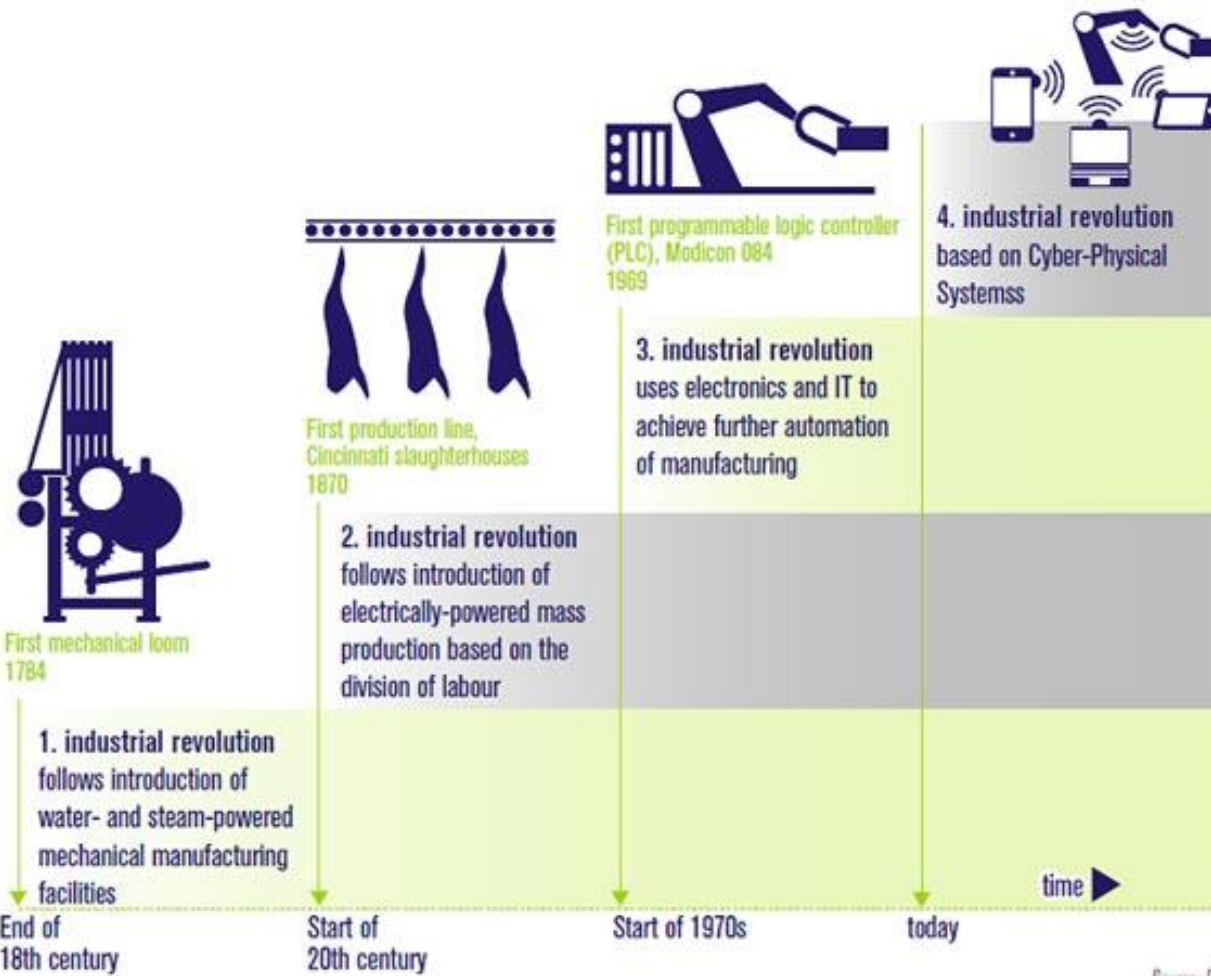 4. industrial revolution
based on Cyber-Physical
Systemss
First programmable logic controller
(PLC), Modicon 084
1969
3. industrial revolution
uses electronics and IT to
achieve further automation
of manufacturing
First production line,
Cincinnati slaughterhouses
1870
2. industrial revolution
follows introduction of
electrically-powered mass
production based on the
division of labour
First mechanical loom
1784
1. industrial revolution
follows introduction of
water- and steam-powered
mechanical manufacturing
facilities
time
End of
18th century
Start of
20th century
Start of 1970s
today